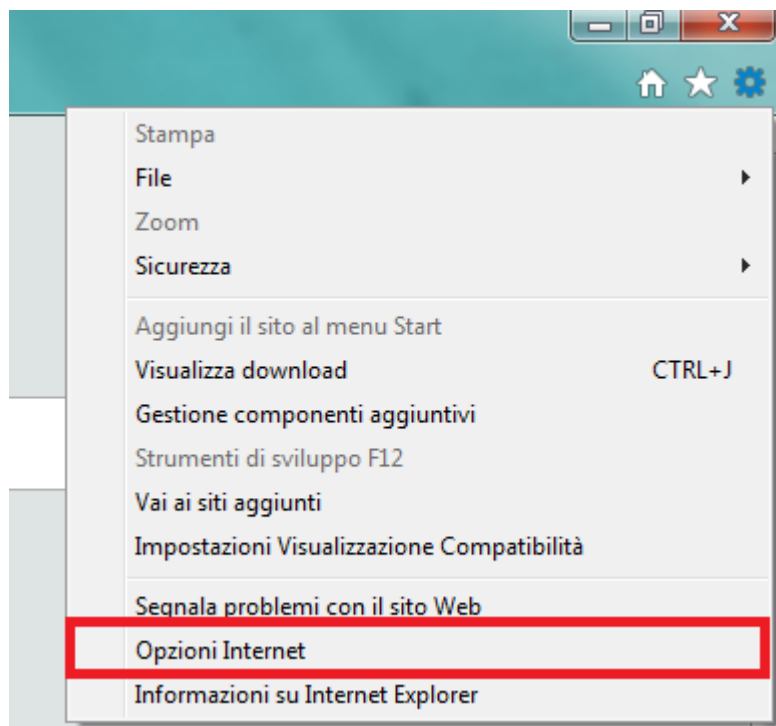 Stampa
File
Zoom
Sicurezza
Aggiungi il sito al menu Start
Visualizza download CTRL+J
Gestione componenti aggiuntivi
Strumenti di sviluppo F12
Vai ai siti aggiunti
Impostazioni Visualizzazione Compatibilità
Segnala problemi con il sito Web
Opzioni Internet
Informazioni su Internet Explorer